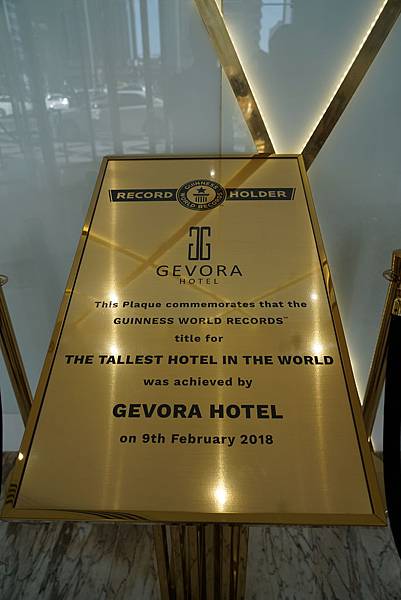 RECORD HOLDER
GUINNESS
WORLD RECORDS
GEVORA
HOTEL
This Plaque commemorates that the
GUINNESS WORLD RECORDS™
title for
THE TALLEST HOTEL IN THE WORLD
was achieved by
GEVORA HOTEL
on 9th February 2018